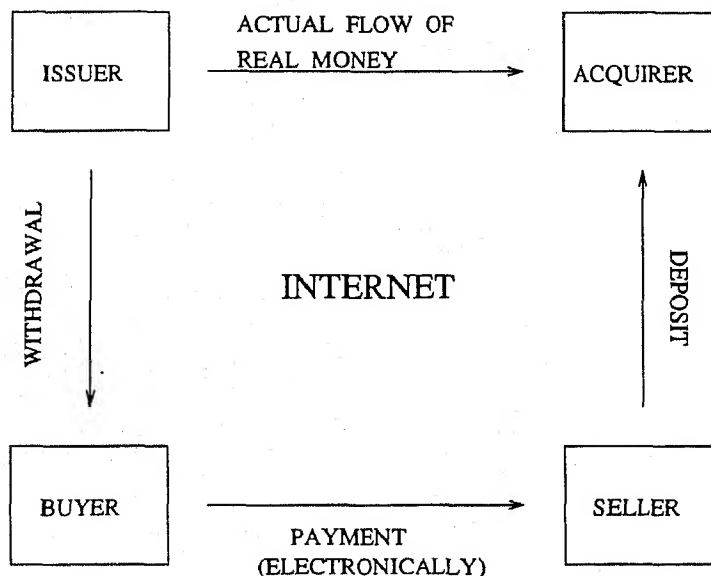 ACTUAL FLOW OF
REAL MONEY
ISSUER
ACQUIRER
WITHDRAWAL
INTERNET
DEPOSIT
BUYER
SELLER
PAYMENT
(ELECTRONICALLY)